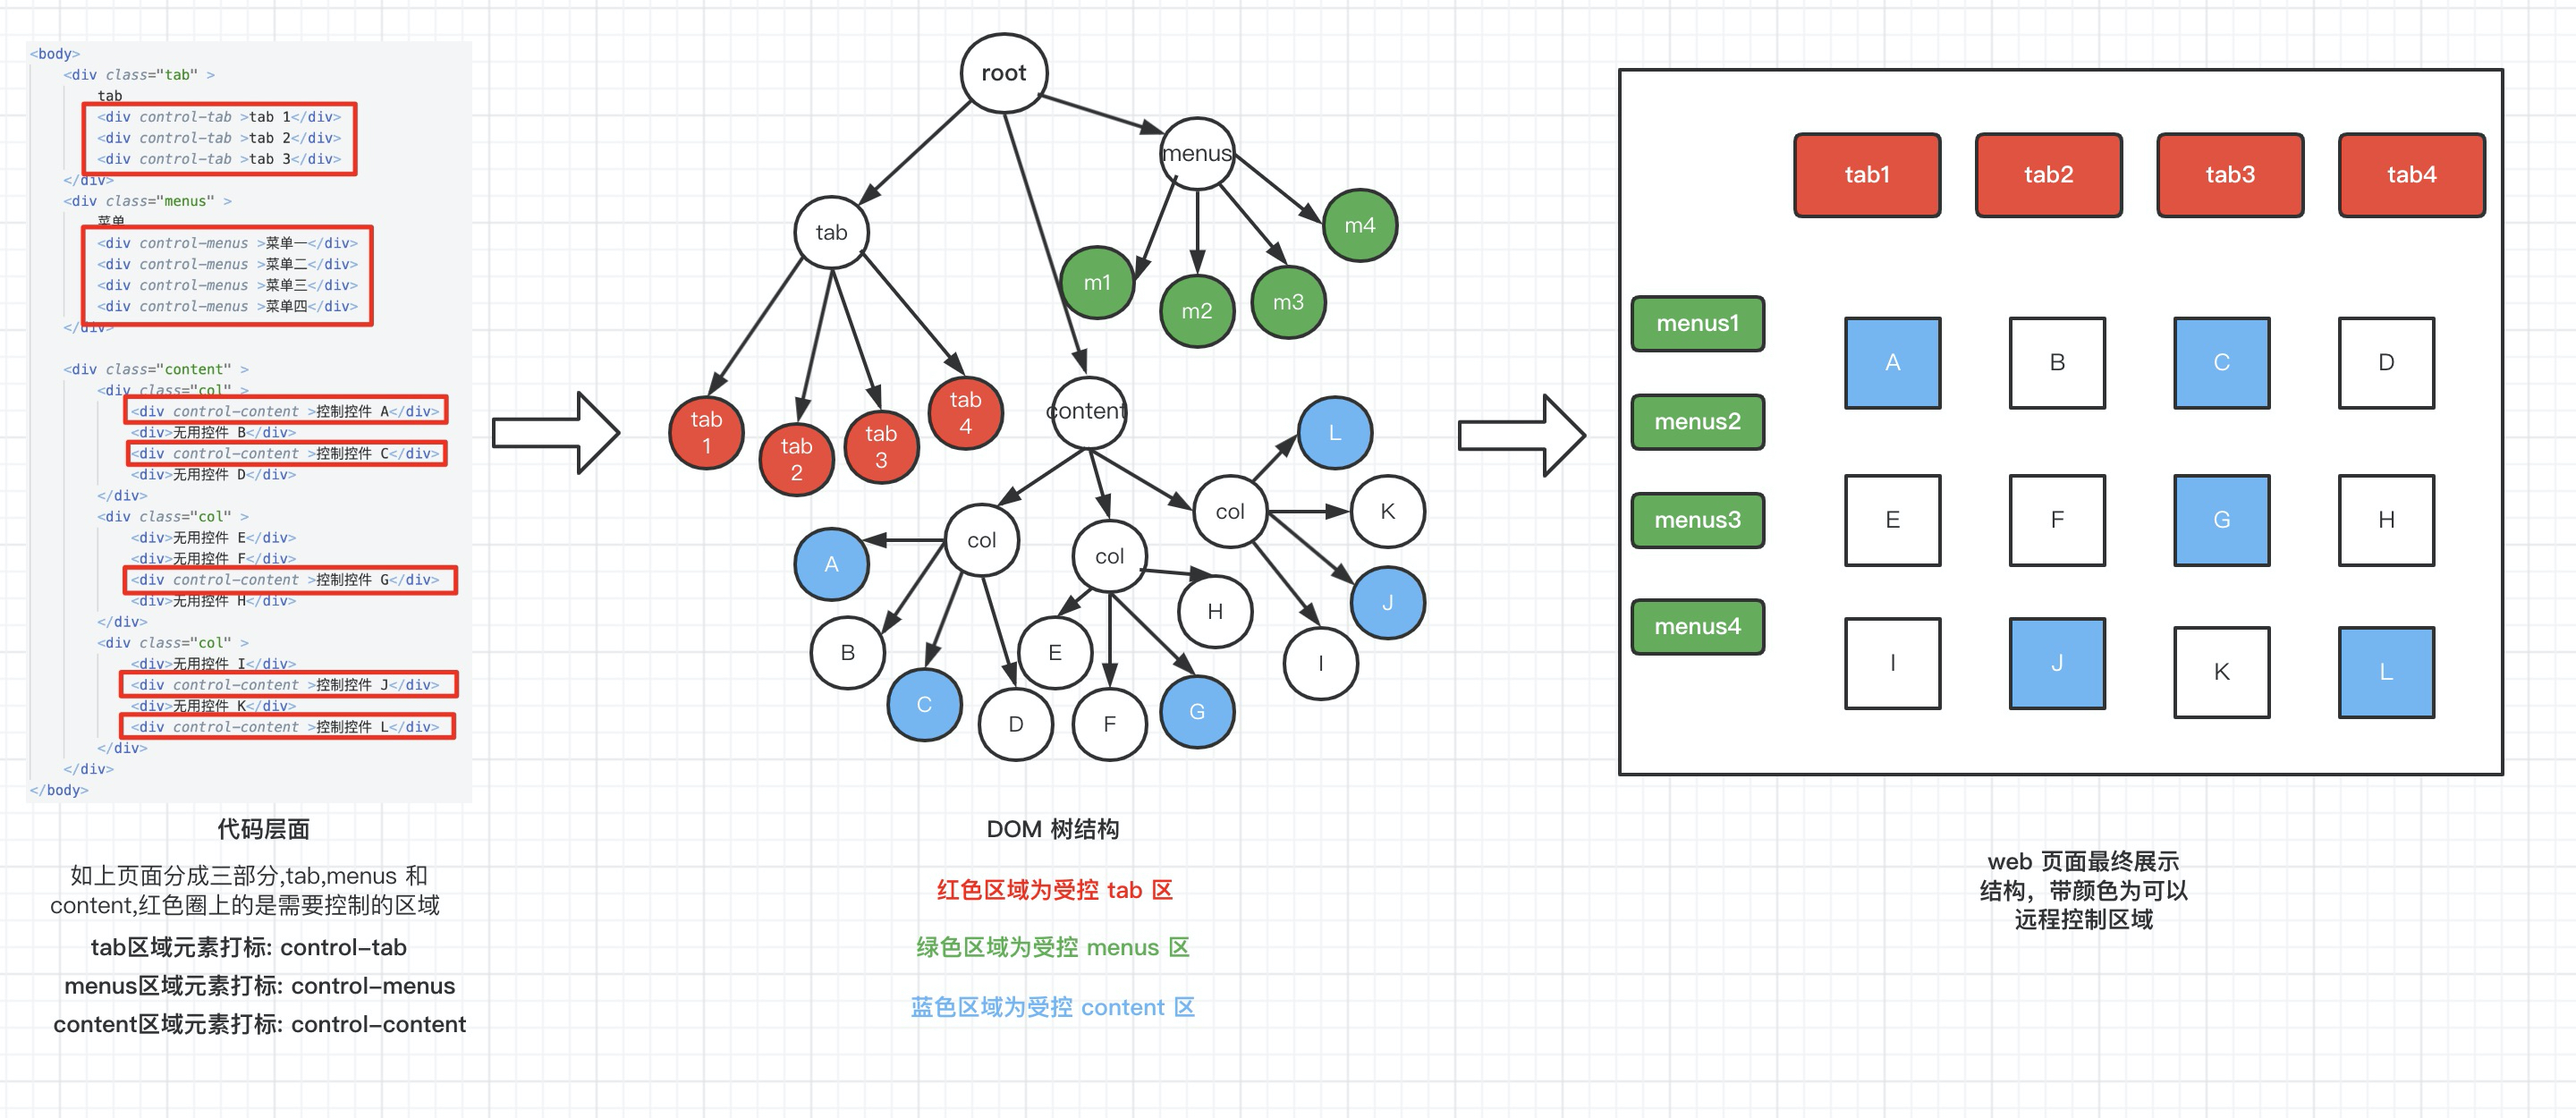 <body>
<div class="tab" >
tab
<div control-tab >tab 1</div>
<div control-tab >tab 2</div>
<div control-tab >tab 3</div>
</div>
<div class="menus" >
菜单
<div control-menus >菜单一</div>
<div control-menus >菜单二</div>
<div control-menus >菜单三</div>
<div control-menus >菜单四</div>
</div>
<div class="content" >
<div class="col" >
<div control-content >控制控件 A</div>
<div>无用控件 B</div>
<div control-content >控制控件 C</div>
<div>无用控件 D</div>
</div>
<div class="col" >
<div>无用控件 E</div>
<div>无用控件 F</div>
<div control-content >控制控件 G</div>
<div>无用控件 H</div>
</div>
<div class="col" >
<div>无用控件 I</div>
<div control-content >控制控件 J</div>
<div>无用控件 K</div>
<div control-content >控制控件 L</div>
</div>
</div>
</body>
代码层面
如上页面分成三部分,tab,menus 和
content,红色圈上的是需要控制的区域
tab区域元素打标: control-tab
menus区域元素打标: control-menus
content区域元素打标: control-content
root
menus
tab
m4
m1
m2
m3
tab
1
tab
2
tab
3
tab
4
content
L
col
K
col
col
A
J
H
B
E
I
C
D
F
G
DOM 树结构
红色区域为受控 tab 区
绿色区域为受控 menus 区
蓝色区域为受控 content 区
tab1
tab2
tab3
tab4
menus1
menus2
menus3
menus4
A
B
C
D
E
F
G
H
I
J
K
L
web 页面最终展示
结构，带颜色为可以
远程控制区域